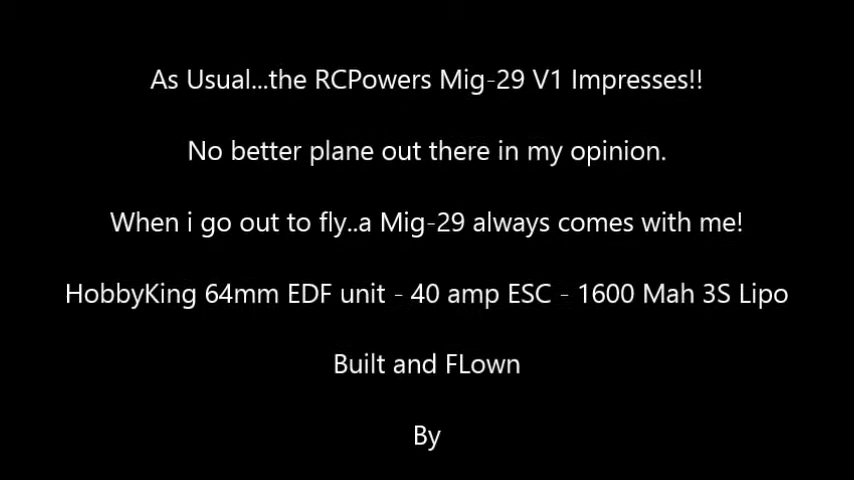 As Usual...the RCPowers Mig-29 V1 Impresses!!
No better plane out there in my opinion.
When i go out to fly..a Mig-29 always comes with me!
HobbyKing 64mm EDF unit - 40 amp ESC - 1600 Mah 3S Lipo
Built and FLown
By